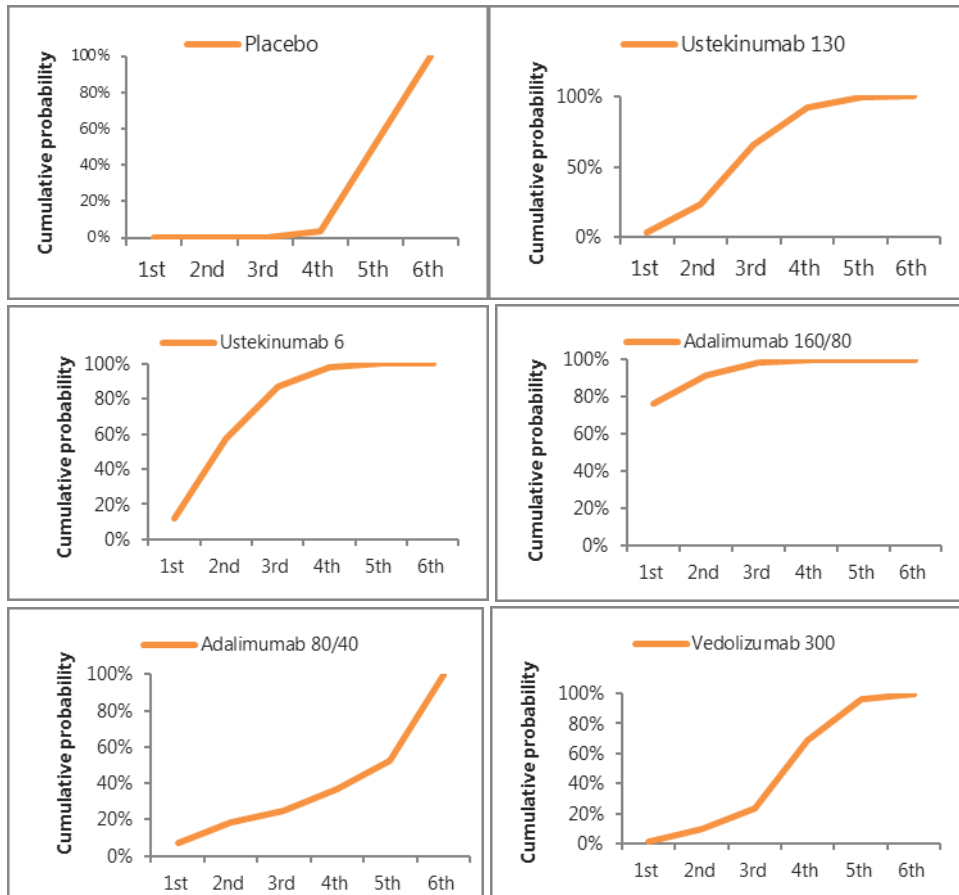 Placebo
Cumulative probability
100%
80%
60%
40%
20%
0%
1st 2nd 3rd 4th 5th 6th
Ustekinumab 130
Cumulative probability
100%
50%
0%
1st 2nd 3rd 4th 5th 6th
Ustekinumab 6
Cumulative probability
100%
80%
60%
40%
20%
0%
1st 2nd 3rd 4th 5th 6th
Adalimumab 160/80
Cumulative probability
100%
80%
60%
40%
20%
0%
1st 2nd 3rd 4th 5th 6th
Adalimumab 80/40
Cumulative probability
100%
80%
60%
40%
20%
0%
1st 2nd 3rd 4th 5th 6th
Vedolizumab 300
Cumulative probability
100%
80%
60%
40%
20%
0%
1st 2nd 3rd 4th 5th 6th